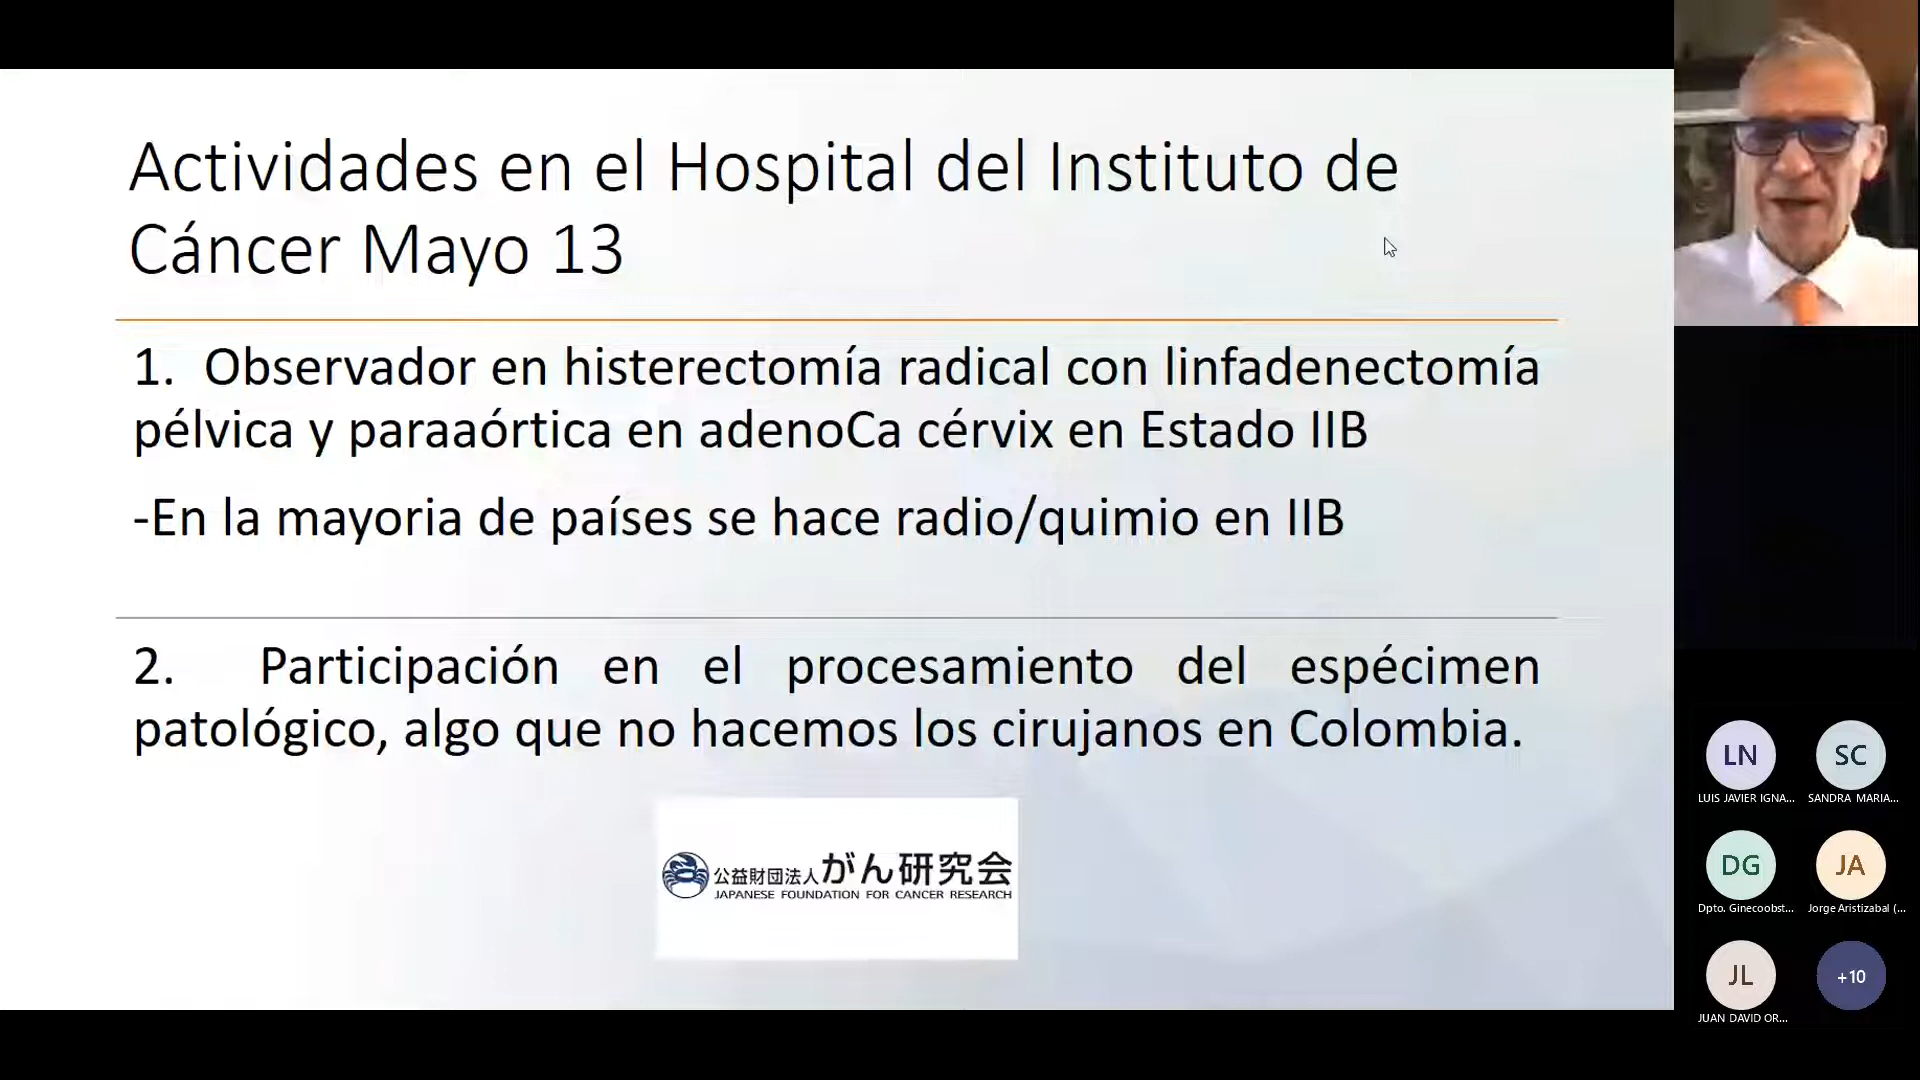 Actividades en el Hospital del Instituto de
Cáncer Mayo 13
1. Observador en histerectomía radical con linfadenectomía
pélvica y paraaórtica en adenoCa cérvix en Estado IIB
-En la mayoria de países se hace radio/quimio en IIB
2. Participación en el procesamiento del espécimen
patológico, algo que no hacemos los cirujanos en Colombia.
公益財団法人がん研究会
JAPANESE FOUNDATION FOR CANCER RESEARCH
LN
SC
LUIS JAVIER IGNA...
SANDRA MARIA...
DG
JA
Dpto. Ginecoobst...
Jorge Aristizabal (...
JL
+10
JUAN DAVID OR...